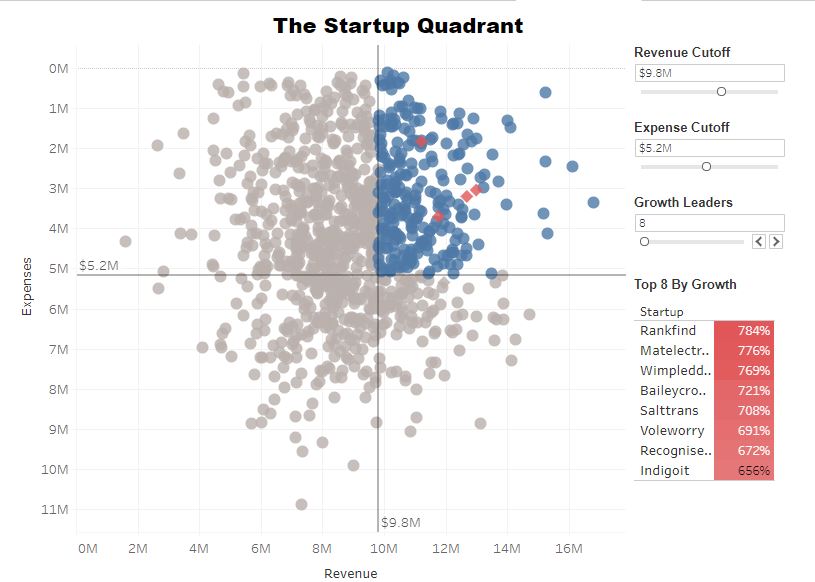 The Startup Quadrant
0M
1M
2M
3M
4M
5M
6M
7M
8M
9M
10M
11M
Expenses
$5.2M
$9.8M
0M 2M 4M 6M 8M 10M 12M 14M 16M
Revenue
Revenue Cutoff
$9.8M
Expense Cutoff
$5.2M
Growth Leaders
8
Top 8 By Growth
Startup
Rankfind 784%
Matelectr.. 776%
Wimpledd.. 769%
Baileycro.. 721%
Salttrans 708%
Voleworry 691%
Recognise.. 672%
Indigoit 656%